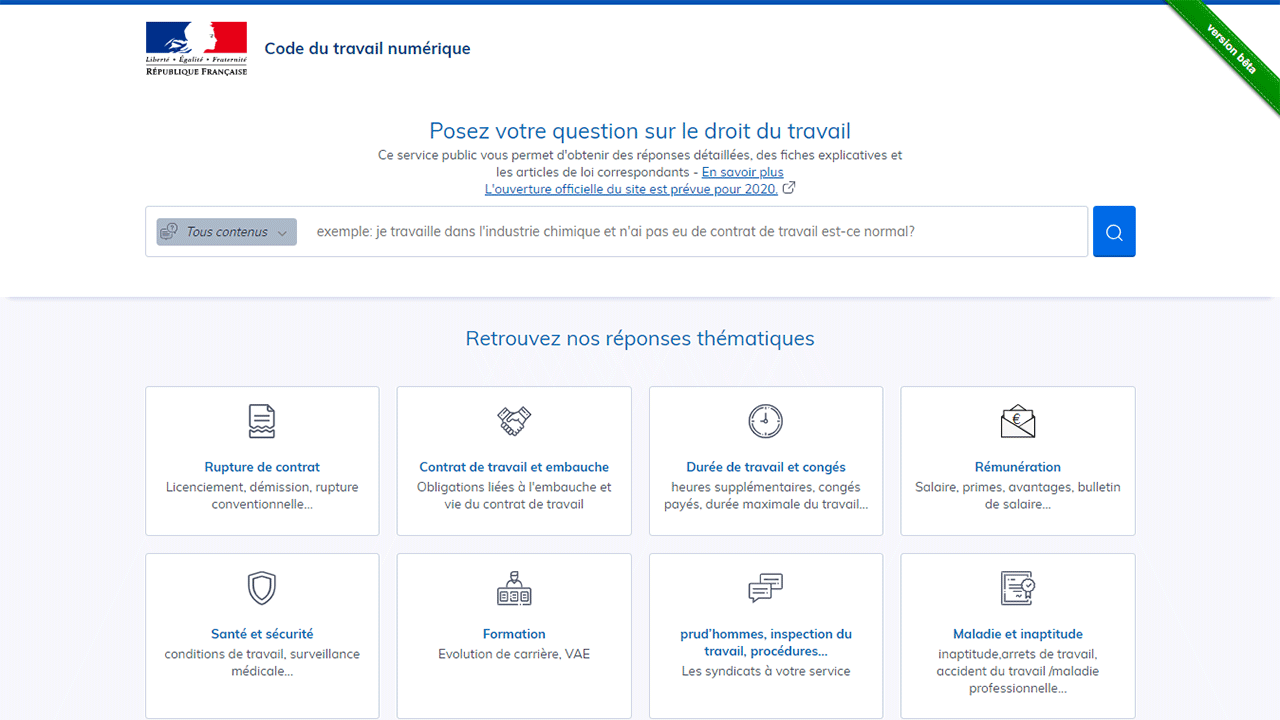 version bêta
Liberté • Égalité • Fraternité
RÉPUBLIQUE FRANÇAISE
Code du travail numérique
Posez votre question sur le droit du travail
Ce service public vous permet d'obtenir des réponses détaillées, des fiches explicatives et
les articles de loi correspondants - En savoir plus
L'ouverture officielle du site est prévue pour 2020.
Tous contenus
exemple: je travaille dans l'industrie chimique et n'ai pas eu de contrat de travail est-ce normal?
Retrouvez nos réponses thématiques
Rupture de contrat
Licenciement, démission, rupture
conventionnelle...
Contrat de travail et embauche
Obligations liées à l'embauche et
vie du contrat de travail
Durée de travail et congés
heures supplémentaires, congés
payés, durée maximale du travail...
€
Rémunération
Salaire, primes, avantages, bulletin
de salaire...
Santé et sécurité
conditions de travail, surveillance
médicale...
Formation
Evolution de carrière, VAE
prud’hommes, inspection du
travail, procédures...
Les syndicats à votre service
Maladie et inaptitude
inaptitude,arrets de travail,
accident du travail /maladie
professionnelle...